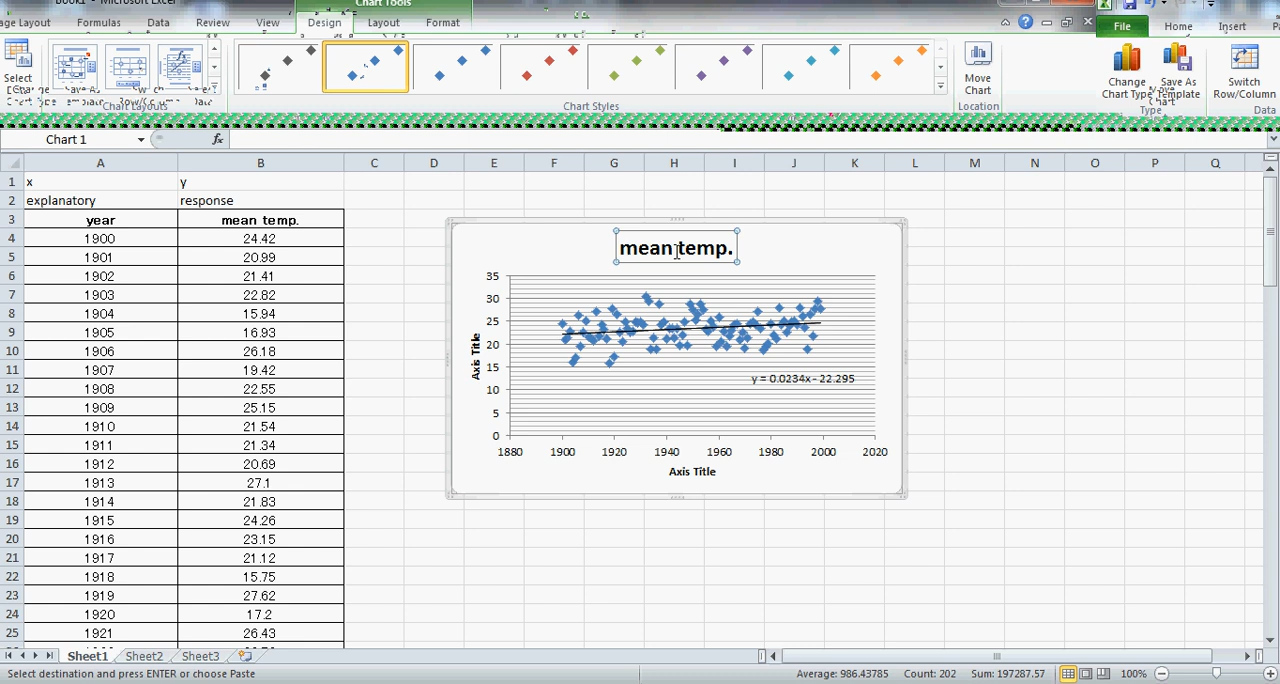 Book1 - Microsoft Excel
Chart Tools
age Layout Formulas Data Review View Design Layout Format File Home Insert
Select
Chart Layouts
Chart Styles
Move
Chart
Location
Change
Chart Type
Save As
Template
Type
Switch
Row/Column
Data
Chart 1 fx
A B C D E F G H I J K L M N O P Q
1 x y
2 explanatory response
3 year mean temp.
4 1900 24.42
5 1901 20.99
6 1902 21.41
7 1903 22.82
8 1904 15.94
9 1905 16.93
10 1906 26.18
11 1907 19.42
12 1908 22.55
13 1909 25.15
14 1910 21.54
15 1911 21.34
16 1912 20.69
17 1913 27.1
18 1914 21.83
19 1915 24.26
20 1916 23.15
21 1917 21.12
22 1918 15.75
23 1919 27.62
24 1920 17.2
25 1921 26.43
mean temp.
35
30
25
20
15
10
5
0
Axis Title
y = 0.0234x - 22.295
1880 1900 1920 1940 1960 1980 2000 2020
Axis Title
Sheet1 Sheet2 Sheet3
Select destination and press ENTER or choose Paste Average: 986.43785 Count: 202 Sum: 197287.57 100%